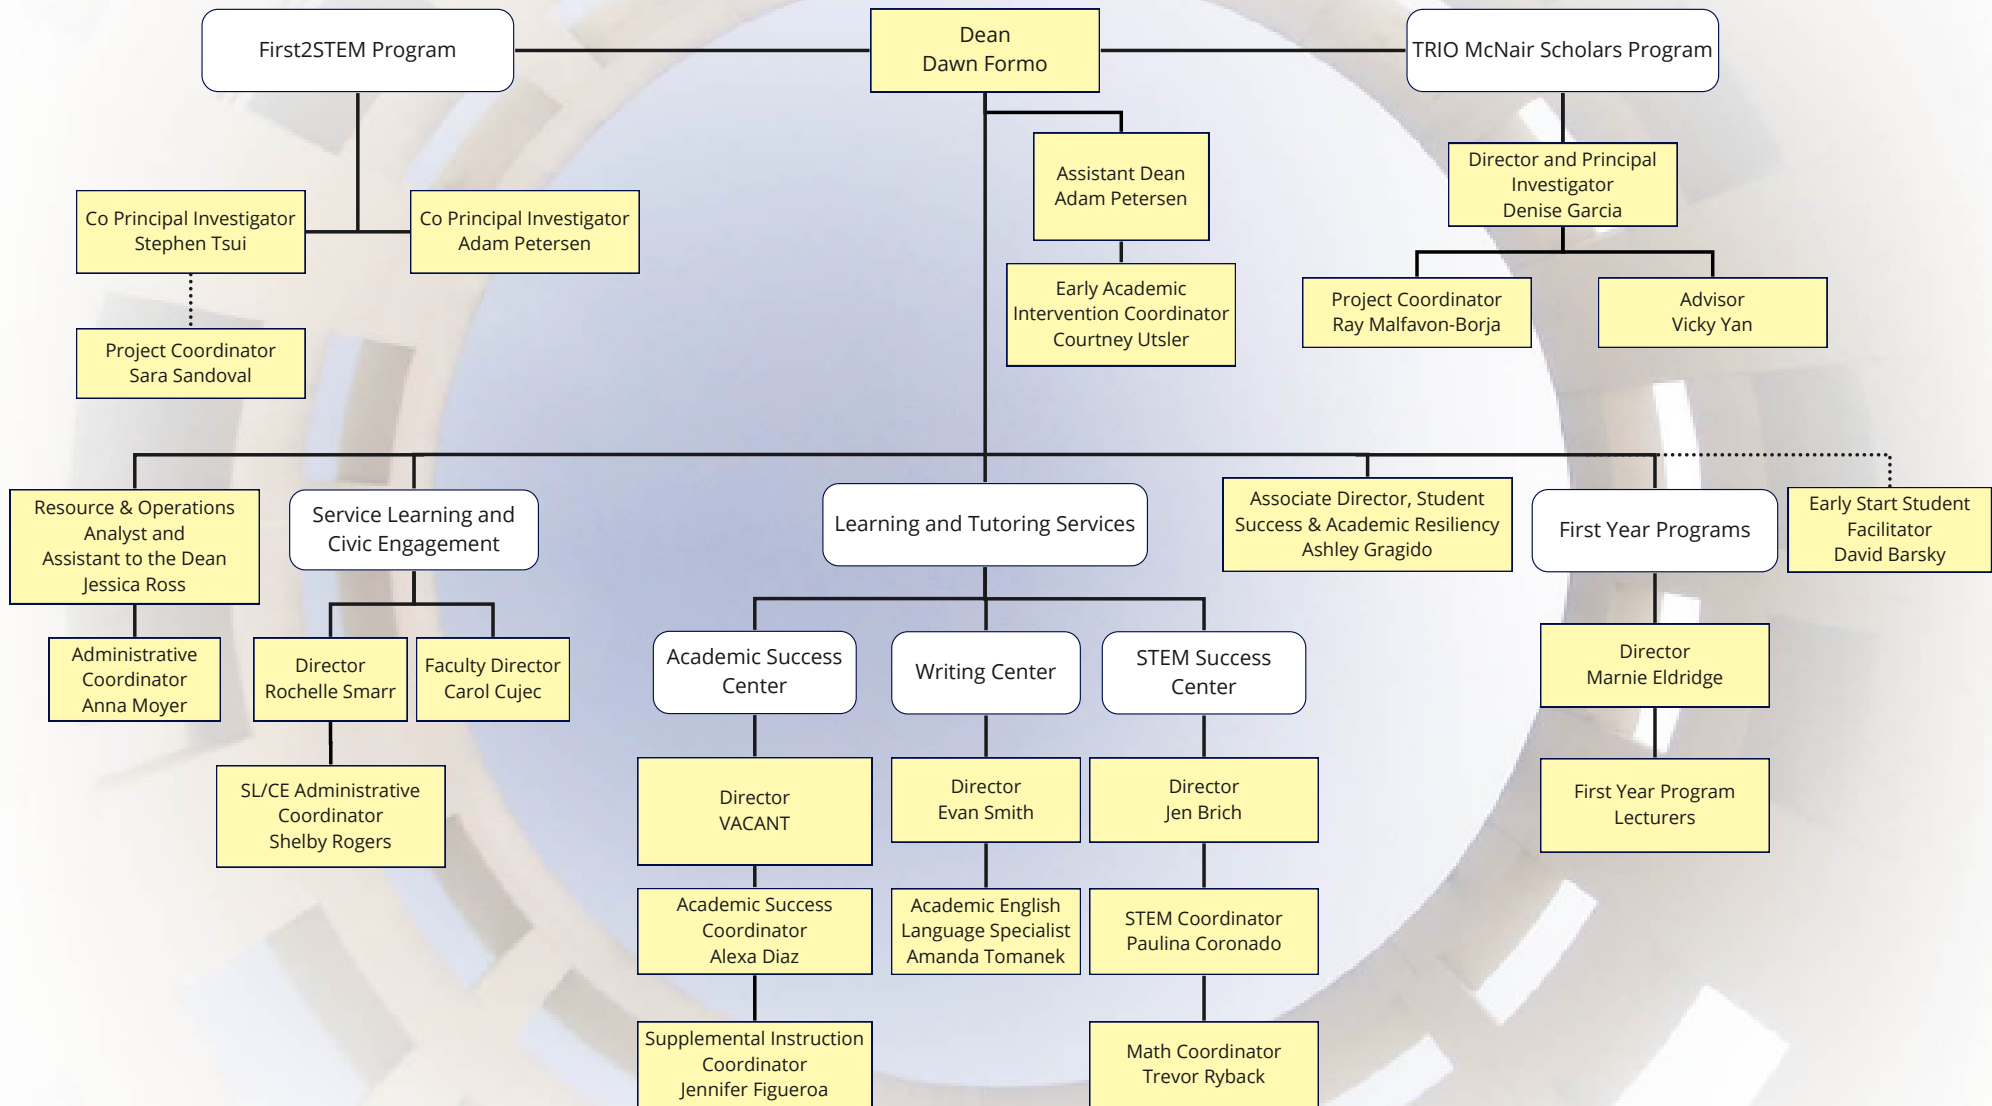 First2STEM Program
Dean
Dawn Formo
TRIO McNair Scholars Program
Assistant Dean
Adam Petersen
Director and Principal
Investigator
Denise Garcia
Co Principal Investigator
Stephen Tsui
Co Principal Investigator
Adam Petersen
Early Academic
Intervention Coordinator
Courtney Utsler
Project Coordinator
Ray Malfavon-Borja
Advisor
Vicky Yan
Project Coordinator
Sara Sandoval
Resource & Operations
Analyst and
Assistant to the Dean
Jessica Ross
Service Learning and
Civic Engagement
Learning and Tutoring Services
Associate Director, Student
Success & Academic Resiliency
Ashley Gragido
First Year Programs
Early Start Student
Facilitator
David Barsky
Administrative
Coordinator
Anna Moyer
Director
Rochelle Smarr
Faculty Director
Carol Cujec
Academic Success
Center
Writing Center
STEM Success
Center
Director
Marnie Eldridge
SL/CE Administrative
Coordinator
Shelby Rogers
Director
VACANT
Director
Evan Smith
Director
Jen Brich
First Year Program
Lecturers
Academic Success
Coordinator
Alexa Diaz
Academic English
Language Specialist
Amanda Tomanek
STEM Coordinator
Paulina Coronado
Supplemental Instruction
Coordinator
Jennifer Figueroa
Math Coordinator
Trevor Ryback